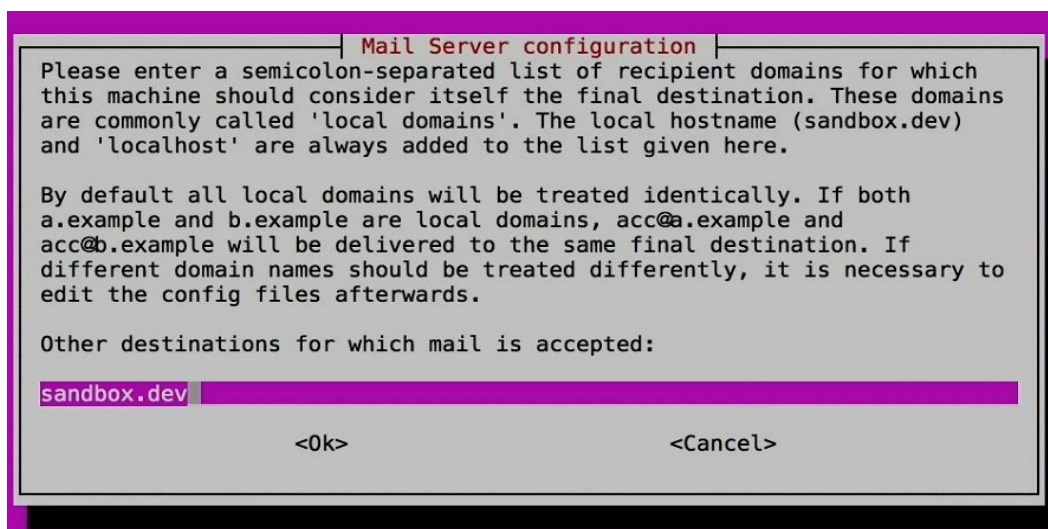 Mail Server configuration
Please enter a semicolon-separated list of recipient domains for which
this machine should consider itself the final destination. These domains
are commonly called 'local domains'. The local hostname (sandbox.dev)
and 'localhost' are always added to the list given here.
By default all local domains will be treated identically. If both
a.example and b.example are local domains, acc@a.example and
acc@b.example will be delivered to the same final destination. If
different domain names should be treated differently, it is necessary to
edit the config files afterwards.
Other destinations for which mail is accepted:
sandbox.dev
<Ok> <Cancel>